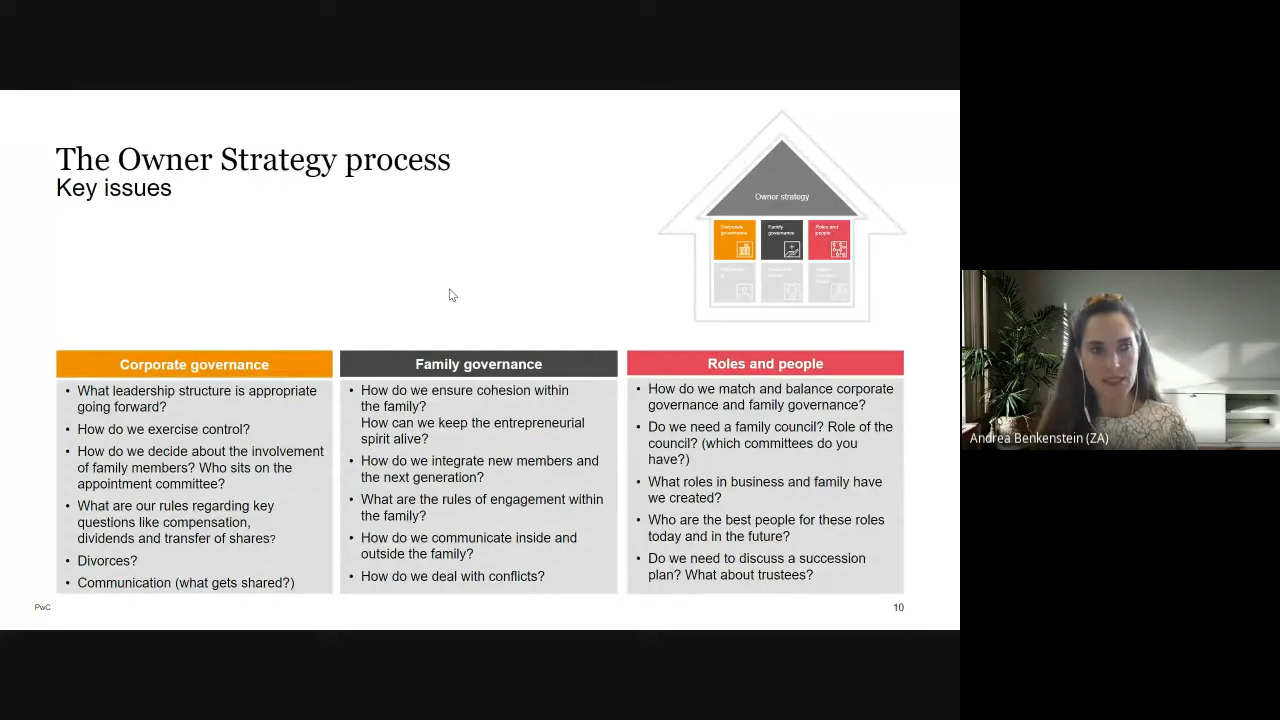 The Owner Strategy process
Key issues
Owner strategy
Corporate
governance
Family
governance
Roles and
people
Corporate governance
• What leadership structure is appropriate
going forward?
• How do we exercise control?
• How do we decide about the involvement
of family members? Who sits on the
appointment committee?
• What are our rules regarding key
questions like compensation,
dividends and transfer of shares?
• Divorces?
• Communication (what gets shared?)
Family governance
• How do we ensure cohesion within
the family?
How can we keep the entrepreneurial
spirit alive?
• How do we integrate new members and
the next generation?
• What are the rules of engagement within
the family?
• How do we communicate inside and
outside the family?
• How do we deal with conflicts?
Roles and people
• How do we match and balance corporate
governance and family governance?
• Do we need a family council? Role of the
council? (which committees do you
have?)
• What roles in business and family have
we created?
• Who are the best people for these roles
today and in the future?
• Do we need to discuss a succession
plan? What about trustees?
PwC
10
Andrea Benkenstein (ZA)